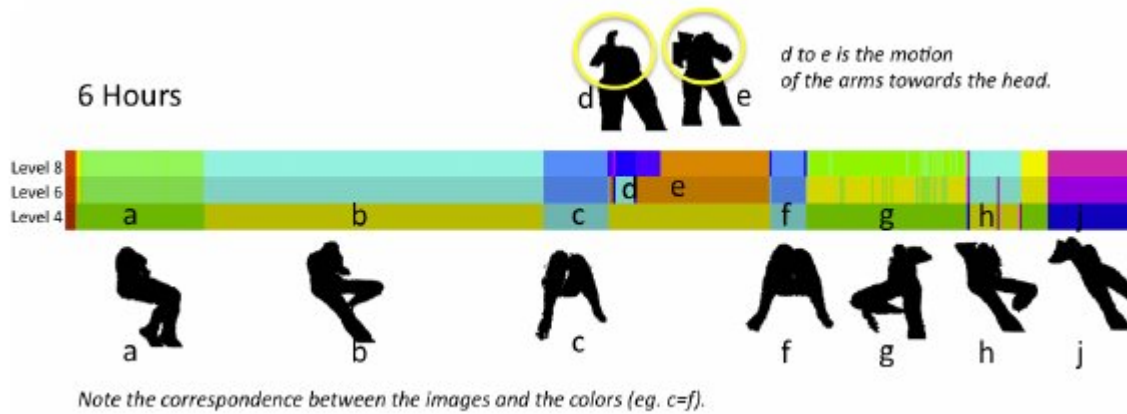 d to e is the motion
of the arms towards the head.
6 Hours
d
e
Level 8
Level 6
d e
Level 4
a b c f g h j
a b c f g h j
Note the correspondence between the images and the colors (eg. c=f).